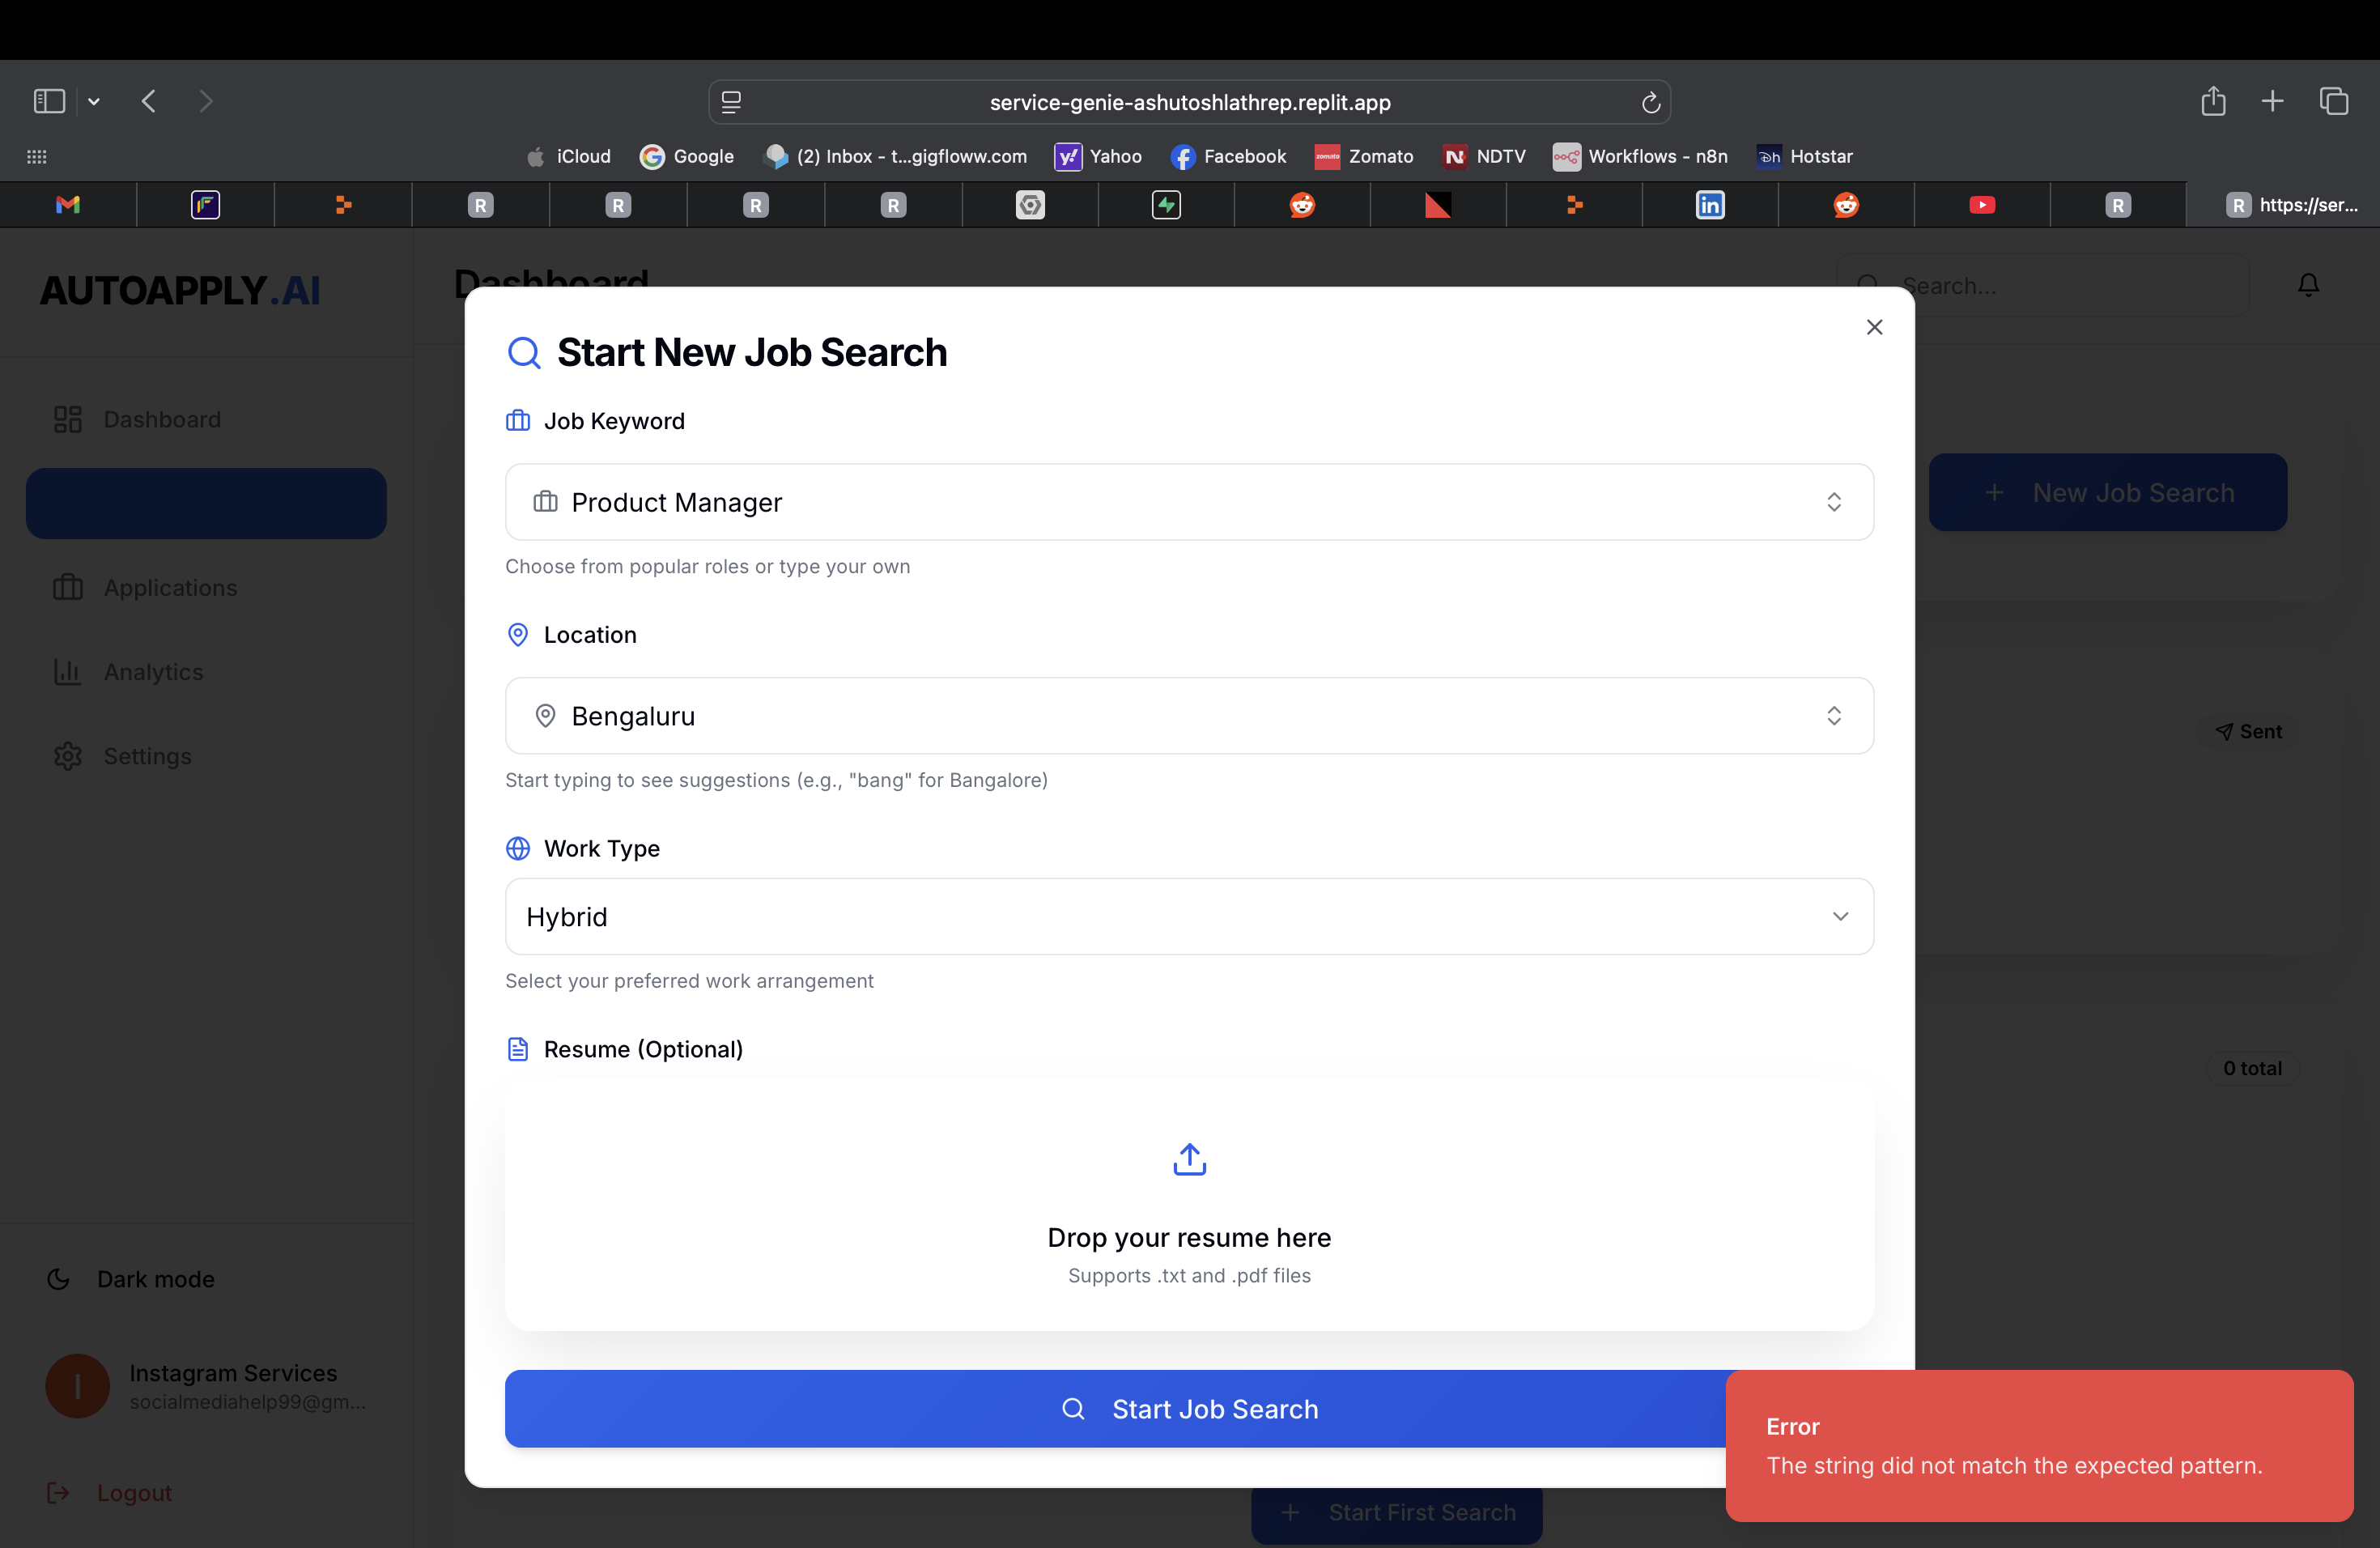 service-genie-ashutoshlathrep.replit.app
iCloud
Google
(2) Inbox - t...gigfloww.com
Yahoo
Facebook
Zomato
NDTV
Workflows - n8n
Hotstar
R
R
R
R
R
R https://ser...
AUTOAPPLY.AI
Dashboard
Search...
Dashboard
Applications
Analytics
Settings
Dark mode
I
Instagram Services
socialmediahelp99@gm...
Logout
New Job Search
Sent
0 total
Start New Job Search
Job Keyword
Product Manager
Choose from popular roles or type your own
Location
Bengaluru
Start typing to see suggestions (e.g., "bang" for Bangalore)
Work Type
Hybrid
Select your preferred work arrangement
Resume (Optional)
Drop your resume here
Supports .txt and .pdf files
Start Job Search
Start First Search
Error
The string did not match the expected pattern.